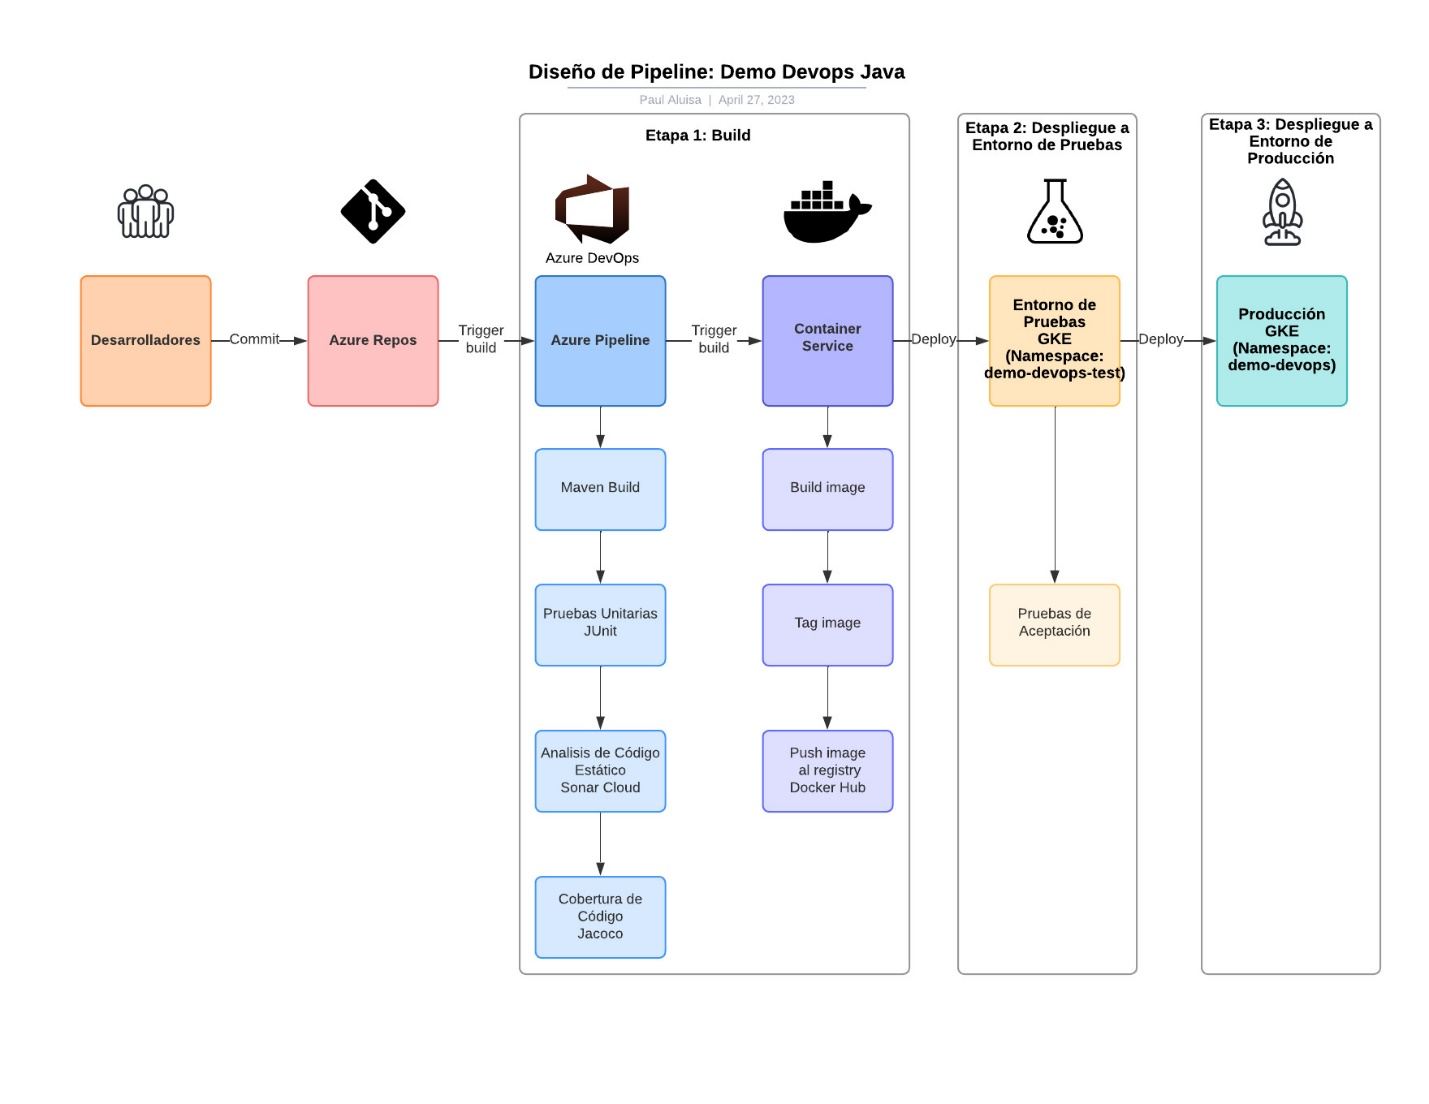 Diseño de Pipeline: Demo Devops Java
Paul Aluisa | April 27, 2023
Etapa 1: Build
Etapa 2: Despliegue a
Entorno de Pruebas
Etapa 3: Despliegue a
Entorno de
Producción
Azure DevOps
Desarrolladores
Commit
Azure Repos
Trigger
build
Azure Pipeline
Trigger
build
Container
Service
Deploy
Entorno de
Pruebas
GKE
(Namespace:
demo-devops-test)
Deploy
Producción
GKE
(Namespace:
demo-devops)
Maven Build
Build image
Pruebas Unitarias
JUnit
Tag image
Pruebas de
Aceptación
Analisis de Código
Estático
Sonar Cloud
Push image
al registry
Docker Hub
Cobertura de
Código
Jacoco